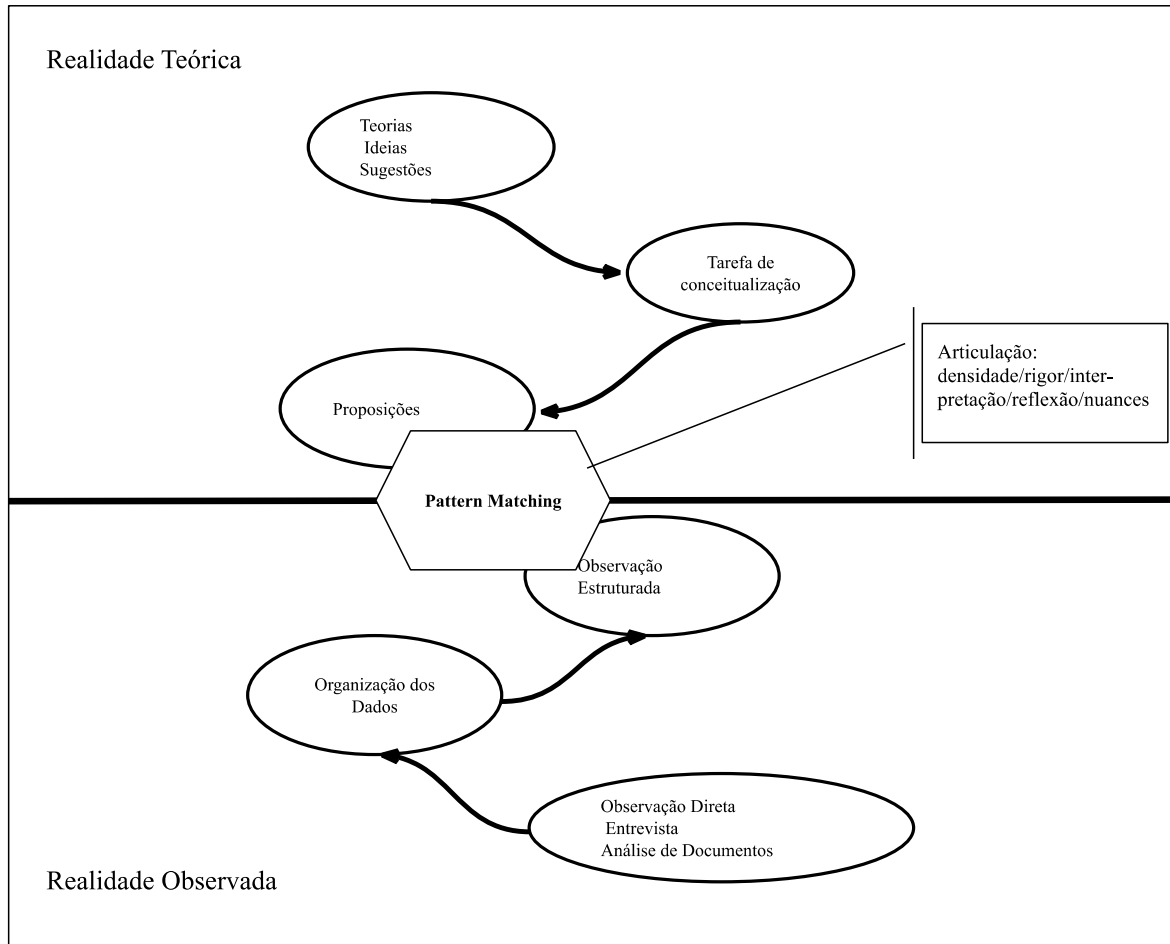 Realidade Teórica
Teorias
Ideias
Sugestões
Tarefa de
conceitualização
Articulação:
densidade/rigor/inter-
pretação/reflexão/nuances
Proposições
Pattern Matching
Observação
Estruturada
Organização dos
Dados
Observação Direta
Entrevista
Análise de Documentos
Realidade Observada